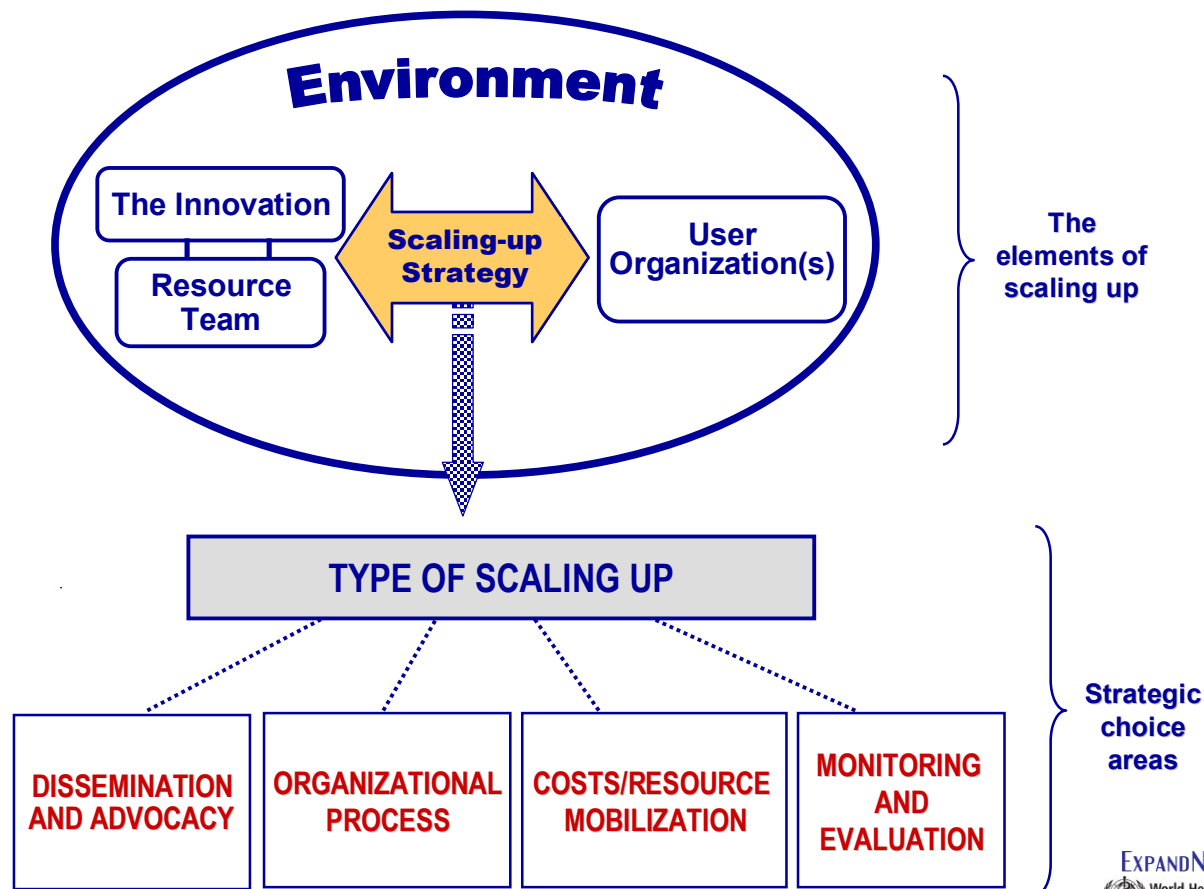 Environment
The Innovation
Resource
Team
Scaling-up
Strategy
User
Organization(s)
The
elements of
scaling up
TYPE OF SCALING UP
DISSEMINATION
AND ADVOCACY
ORGANIZATIONAL
PROCESS
COSTS/RESOURCE
MOBILIZATION
MONITORING
AND
EVALUATION
Strategic
choice
areas